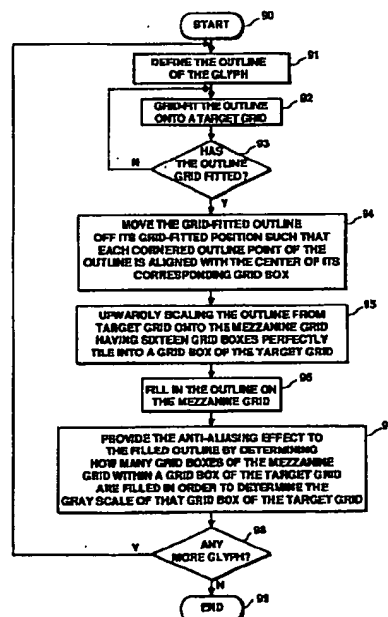 START
90
DEFINE THE OUTLINE
OF THE GLYPH
91
GRID-FIT THE OUTLINE
ONTO A TARGET GRID
92
HAS
THE OUTLINE
GRID FITTED?
93
N
Y
MOVE THE GRID-FITTED OUTLINE
OFF ITS GRID-FITTED POSITION SUCH THAT
EACH CORNERED OUTLINE POINT OF THE
OUTLINE IS ALIGNED WITH THE CENTER OF ITS
CORRESPONDING GRID BOX
94
UPWARDLY SCALING THE OUTLINE FROM
TARGET GRID ONTO THE MEZZANINE GRID
HAVING SIXTEEN GRID BOXES PERFECTLY
TILE INTO A GRID BOX OF THE TARGET GRID
95
FILL IN THE OUTLINE ON
THE MEZZANINE GRID
96
PROVIDE THE ANTI-ALIASING EFFECT TO
THE FILLED OUTLINE BY DETERMINING
HOW MANY GRID BOXES OF THE MEZZANINE
GRID WITHIN A GRID BOX OF THE TARGET GRID
ARE FILLED IN ORDER TO DETERMINE THE
GRAY SCALE OF THAT GRID BOX OF THE TARGET GRID
9
ANY
MORE GLYPH?
98
Y
N
END
99